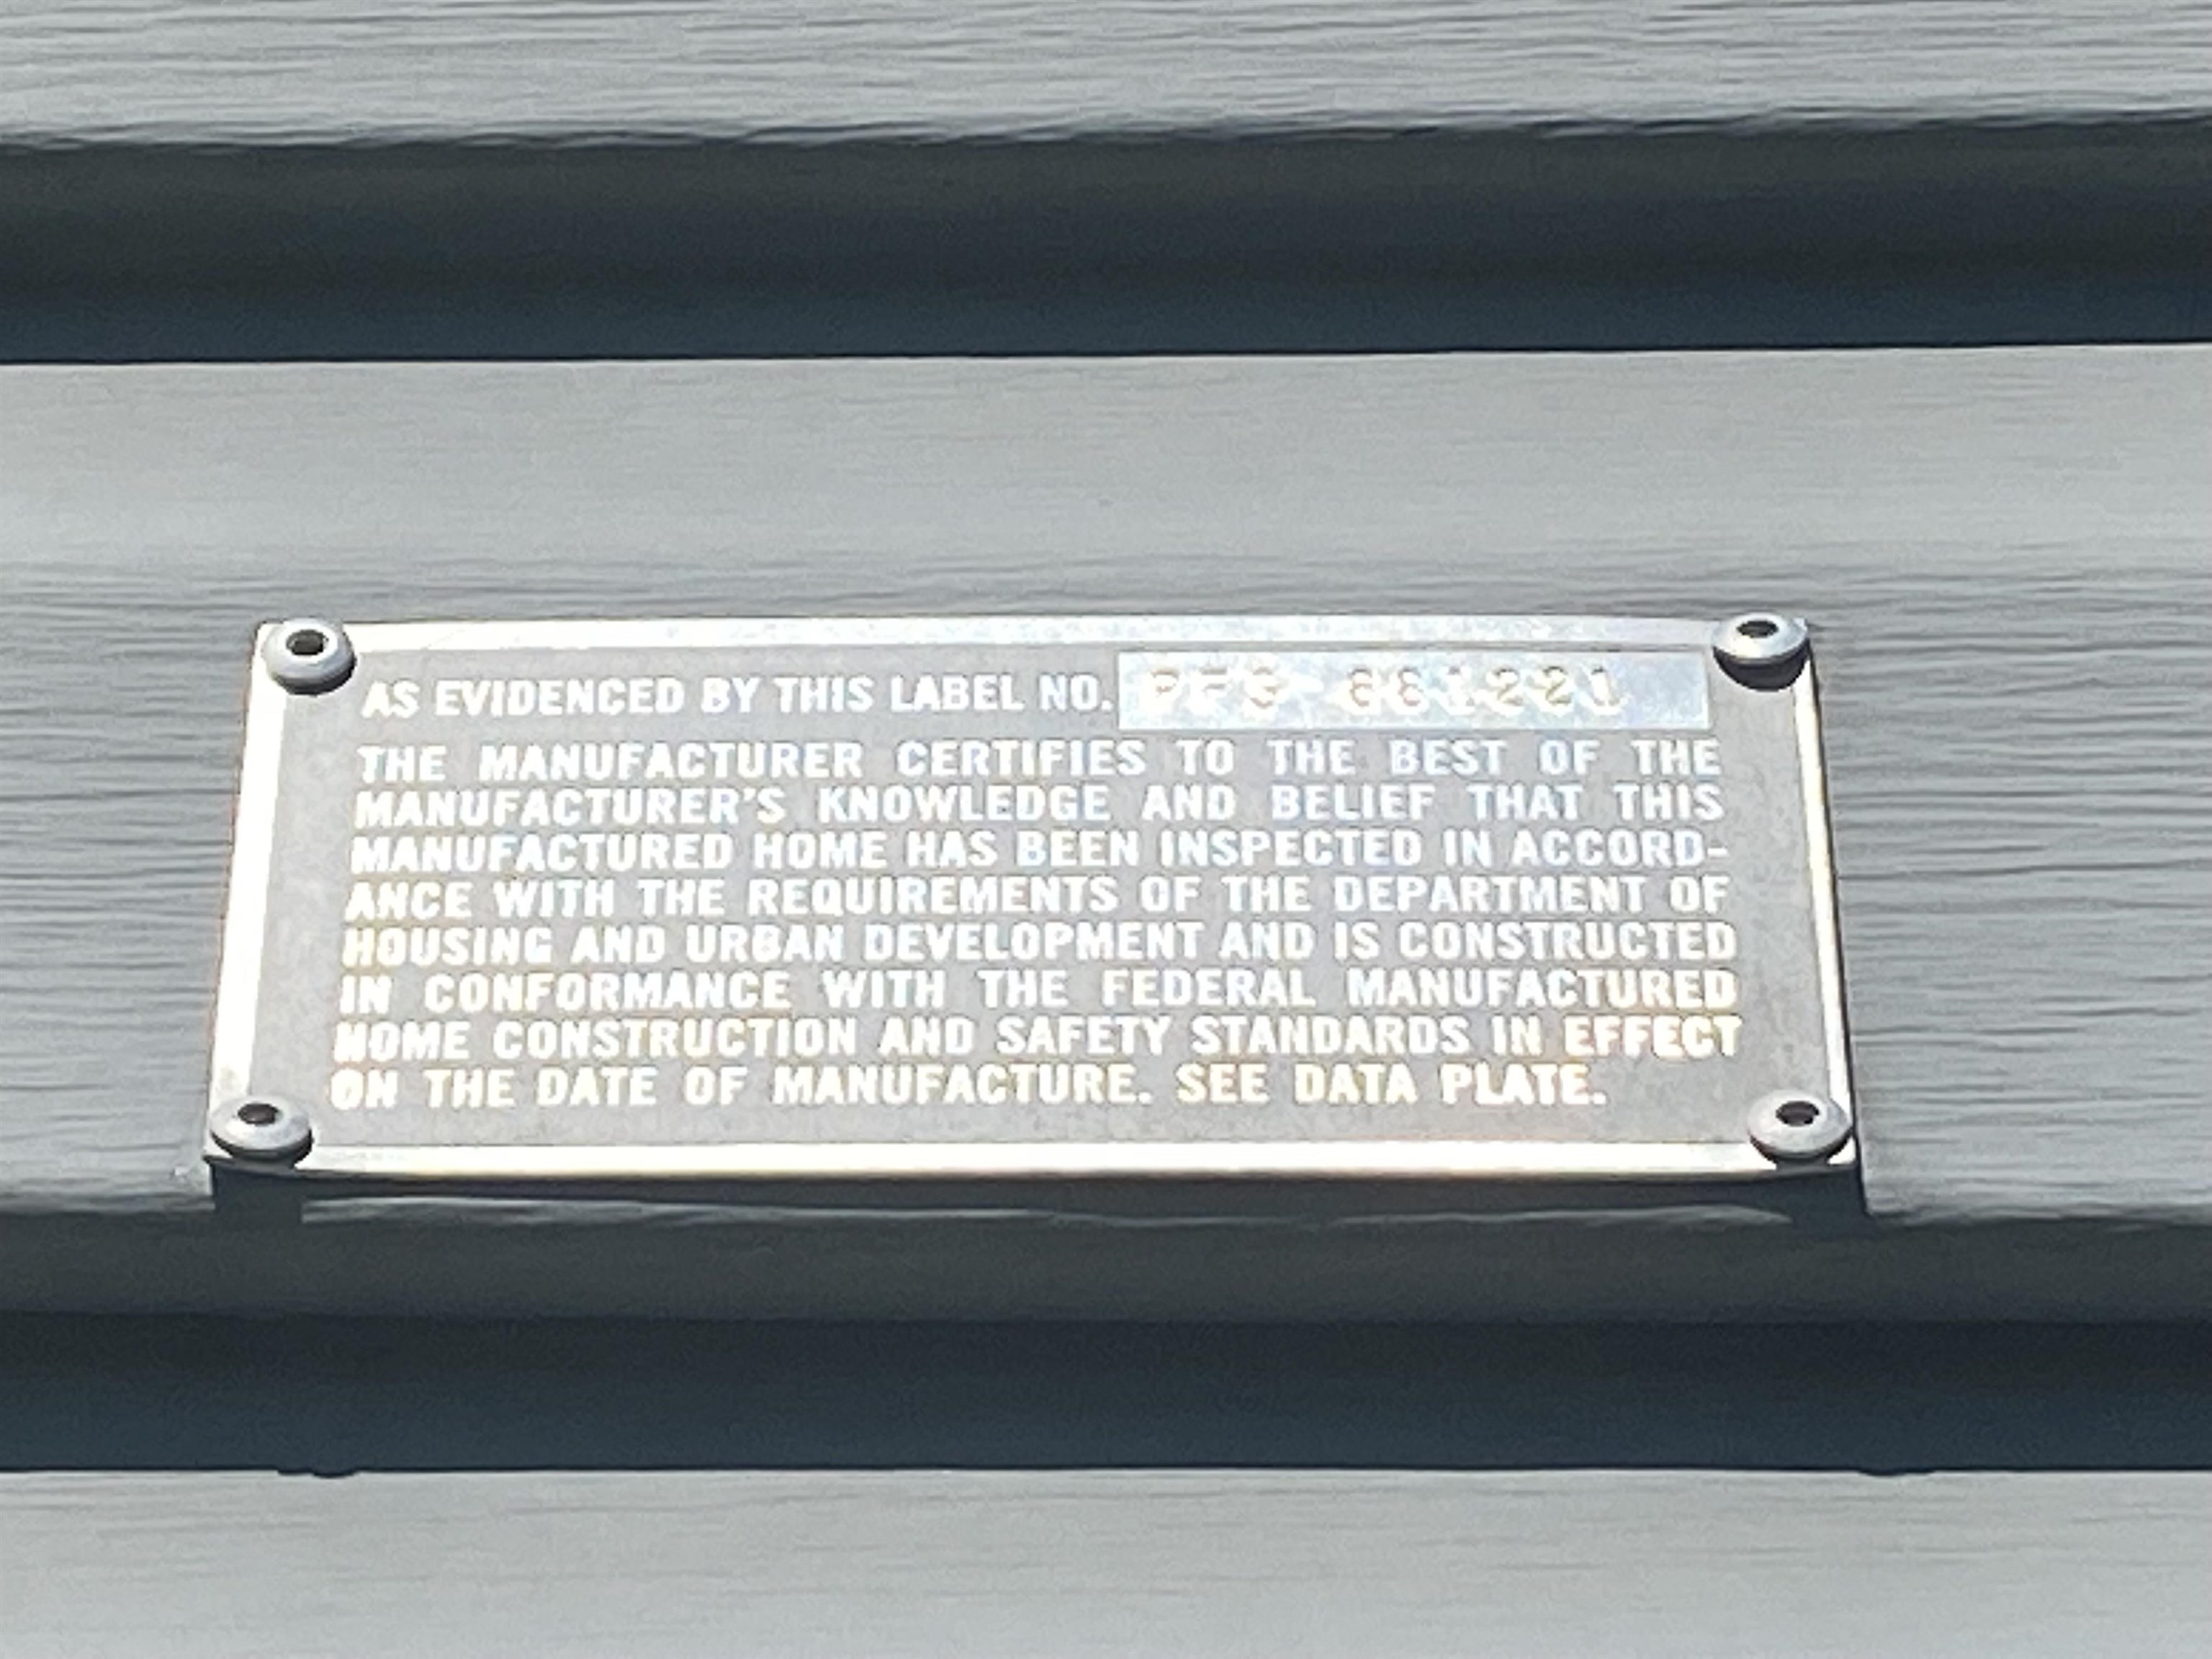 AS EVIDENCED BY THIS LABEL NO. PFS
THE MANUFACTURER CERTIFIES TO THE BEST OF THE
MANUFACTURER'S KNOWLEDGE AND BELIEF THAT THIS
MANUFACTURED HOME HAS BEEN INSPECTED IN ACCORD-
ANCE WITH THE REQUIREMENTS OF THE DEPARTMENT OF
HOUSING AND URBAN DEVELOPMENT AND IS CONSTRUCTED
IN CONFORMANCE WITH THE FEDERAL MANUFACTURED
HOME CONSTRUCTION AND SAFETY STANDARDS IN EFFECT
ON THE DATE OF MANUFACTURE. SEE DATA PLATE.